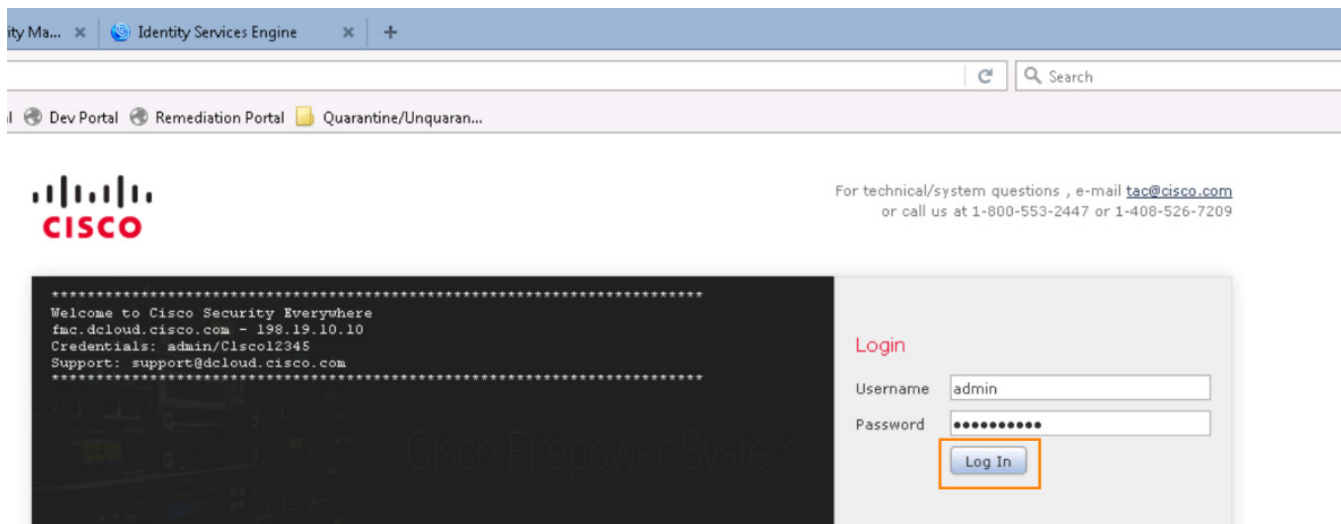 ity Ma... × Identity Services Engine × +
Search
l Dev Portal Remediation Portal Quarantine/Unquaran...
CISCO
For technical/system questions , e-mail tac@cisco.com
or call us at 1-800-553-2447 or 1-408-526-7209
*************************************************************************
Welcome to Cisco Security Everywhere
fmc.dcloud.cisco.com - 198.19.10.10
Credentials: admin/C1sco12345
Support: support@dcloud.cisco.com
*************************************************************************
Cisco Firepower System
Login
Username admin
Password ••••••••••
Log In